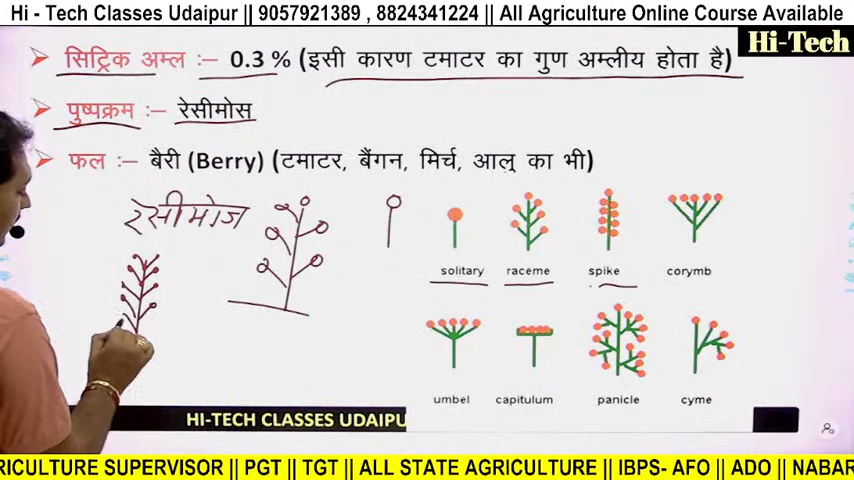 Hi - Tech Classes Udaipur || 9057921389 , 8824341224 || All Agriculture Online Course Available
Hi-Tech
सिट्रिक अम्ल :– 0.3 % (इसी कारण टमाटर का गुण अम्लीय होता है)
पुष्पक्रम :– रेसीमोस
फल :– बैरी (Berry) (टमाटर, बैंगन, मिर्च, आलू का भी)
रेसीमोज
solitary raceme spike corymb
umbel capitulum panicle cyme
HI-TECH CLASSES UDAIPU
RICULTURE SUPERVISOR || PGT || TGT || ALL STATE AGRICULTURE || IBPS- AFO || ADO || NABAR